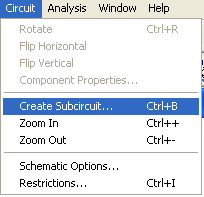 Circuit Analysis Window Help
Rotate Ctrl+R
Flip Horizontal
Flip Vertical
Component Properties...
Create Subcircuit... Ctrl+B
Zoom In Ctrl++
Zoom Out Ctrl+-
Schematic Options...
Restrictions... Ctrl+I